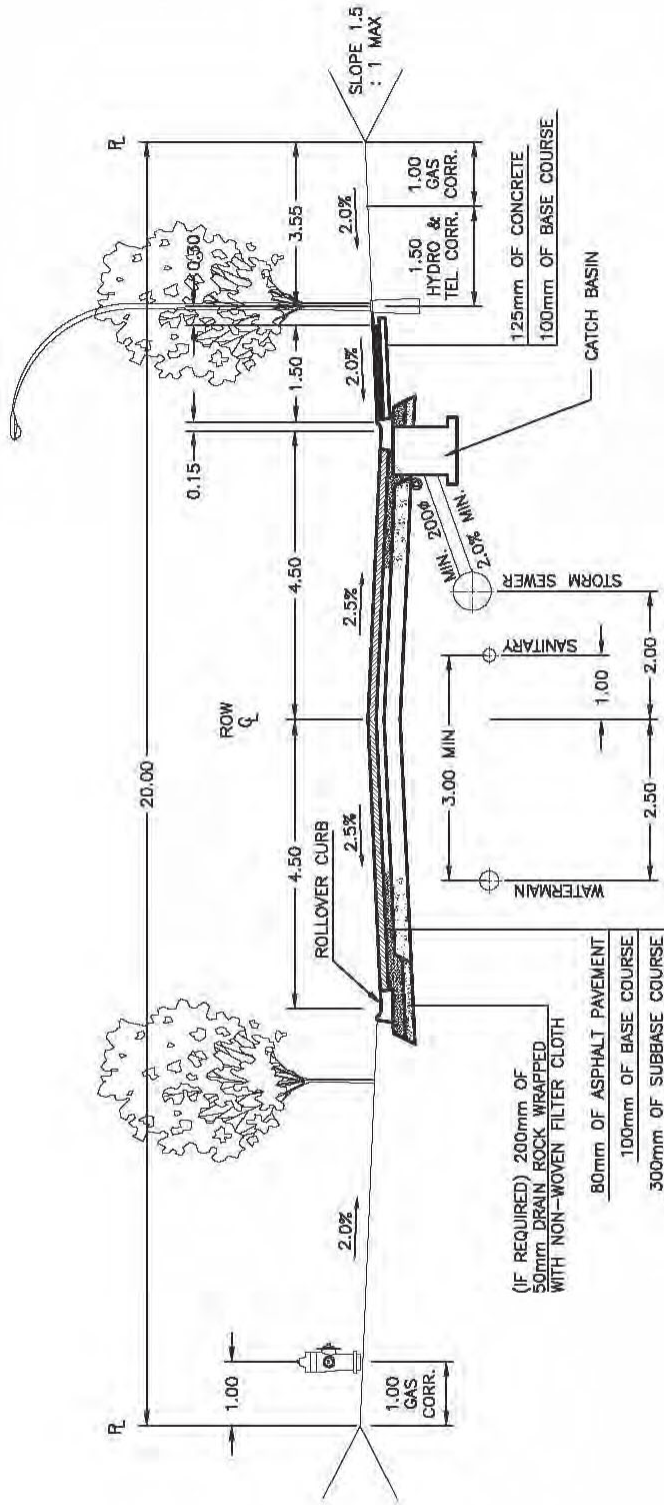 ℄
20.00
℄
1.00
ROW
℄
4.50
4.50
0.15
1.50
0.30
3.55
ROLLOVER CURB
2.0%
2.5%
2.5%
2.0%
2.0%
SLOPE 1.5
: 1 MAX
1.00
GAS
CORR.
1.50
HYDRO &
TEL CORR.
1.00
GAS
CORR.
(IF REQUIRED) 200mm OF
50mm DRAIN ROCK WRAPPED
WITH NON-WOVEN FILTER CLOTH
80mm OF ASPHALT PAVEMENT
100mm OF BASE COURSE
300mm OF SUBBASE COURSE
WATERMAIN
3.00 MIN
SANITARY
STORM SEWER
MIN. 200ϕ
2.0% MIN.
2.50
1.00
2.00
125mm OF CONCRETE
100mm OF BASE COURSE
CATCH BASIN